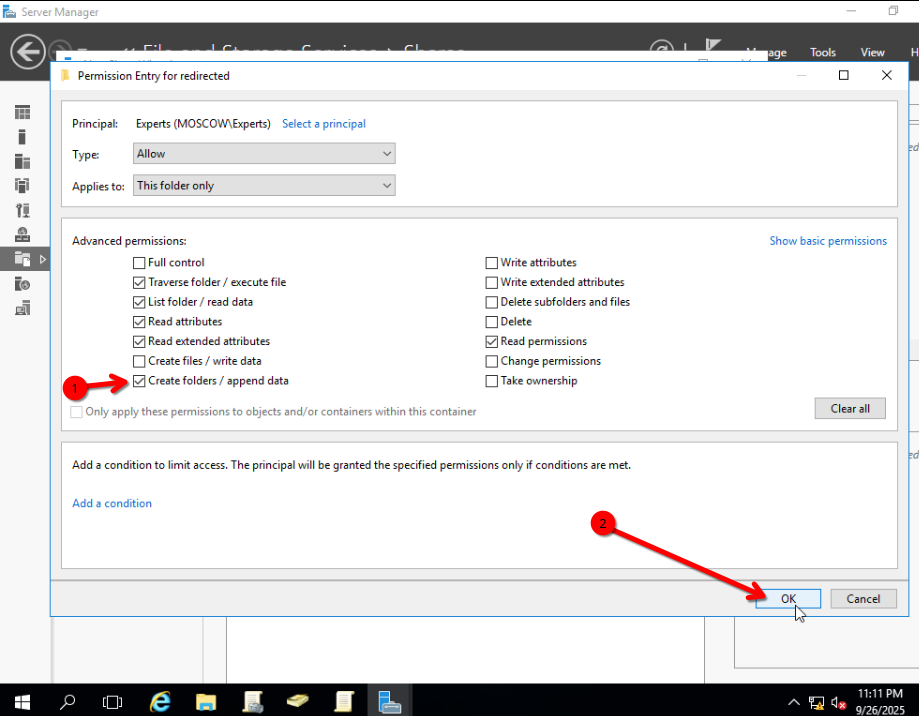 Server Manager
File and Storage Services Shares
Manage Tools View H
Permission Entry for redirected
Principal: Experts (MOSCOW\Experts) Select a principal
Type: Allow
Applies to: This folder only
Advanced permissions: Show basic permissions
Full control Write attributes
Traverse folder / execute file Write extended attributes
List folder / read data Delete subfolders and files
Read attributes Delete
Read extended attributes Read permissions
Create files / write data Change permissions
1 Create folders / append data Take ownership
Only apply these permissions to objects and/or containers within this container
Clear all
Add a condition to limit access. The principal will be granted the specified permissions only if conditions are met.
Add a condition
2
OK Cancel
11:11 PM
9/26/2025